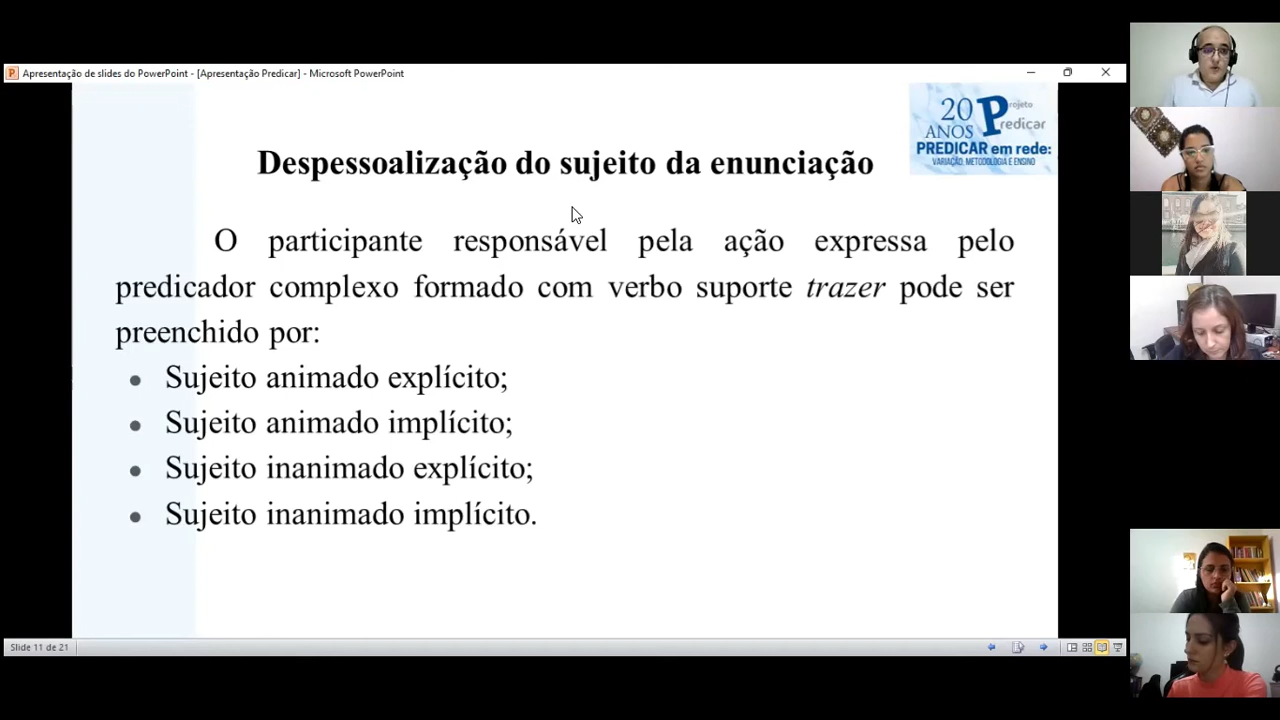 Apresentação de slides do PowerPoint - [Apresentação Predicar] - Microsoft PowerPoint
20 ANOS
Projeto Predicar
PREDICAR em rede:
VARIAÇÃO, METODOLOGIA E ENSINO
Despessoalização do sujeito da enunciação
O participante responsável pela ação expressa pelo
predicador complexo formado com verbo suporte trazer pode ser
preenchido por:
Sujeito animado explícito;
Sujeito animado implícito;
Sujeito inanimado explícito;
Sujeito inanimado implícito.
Slide 11 de 21